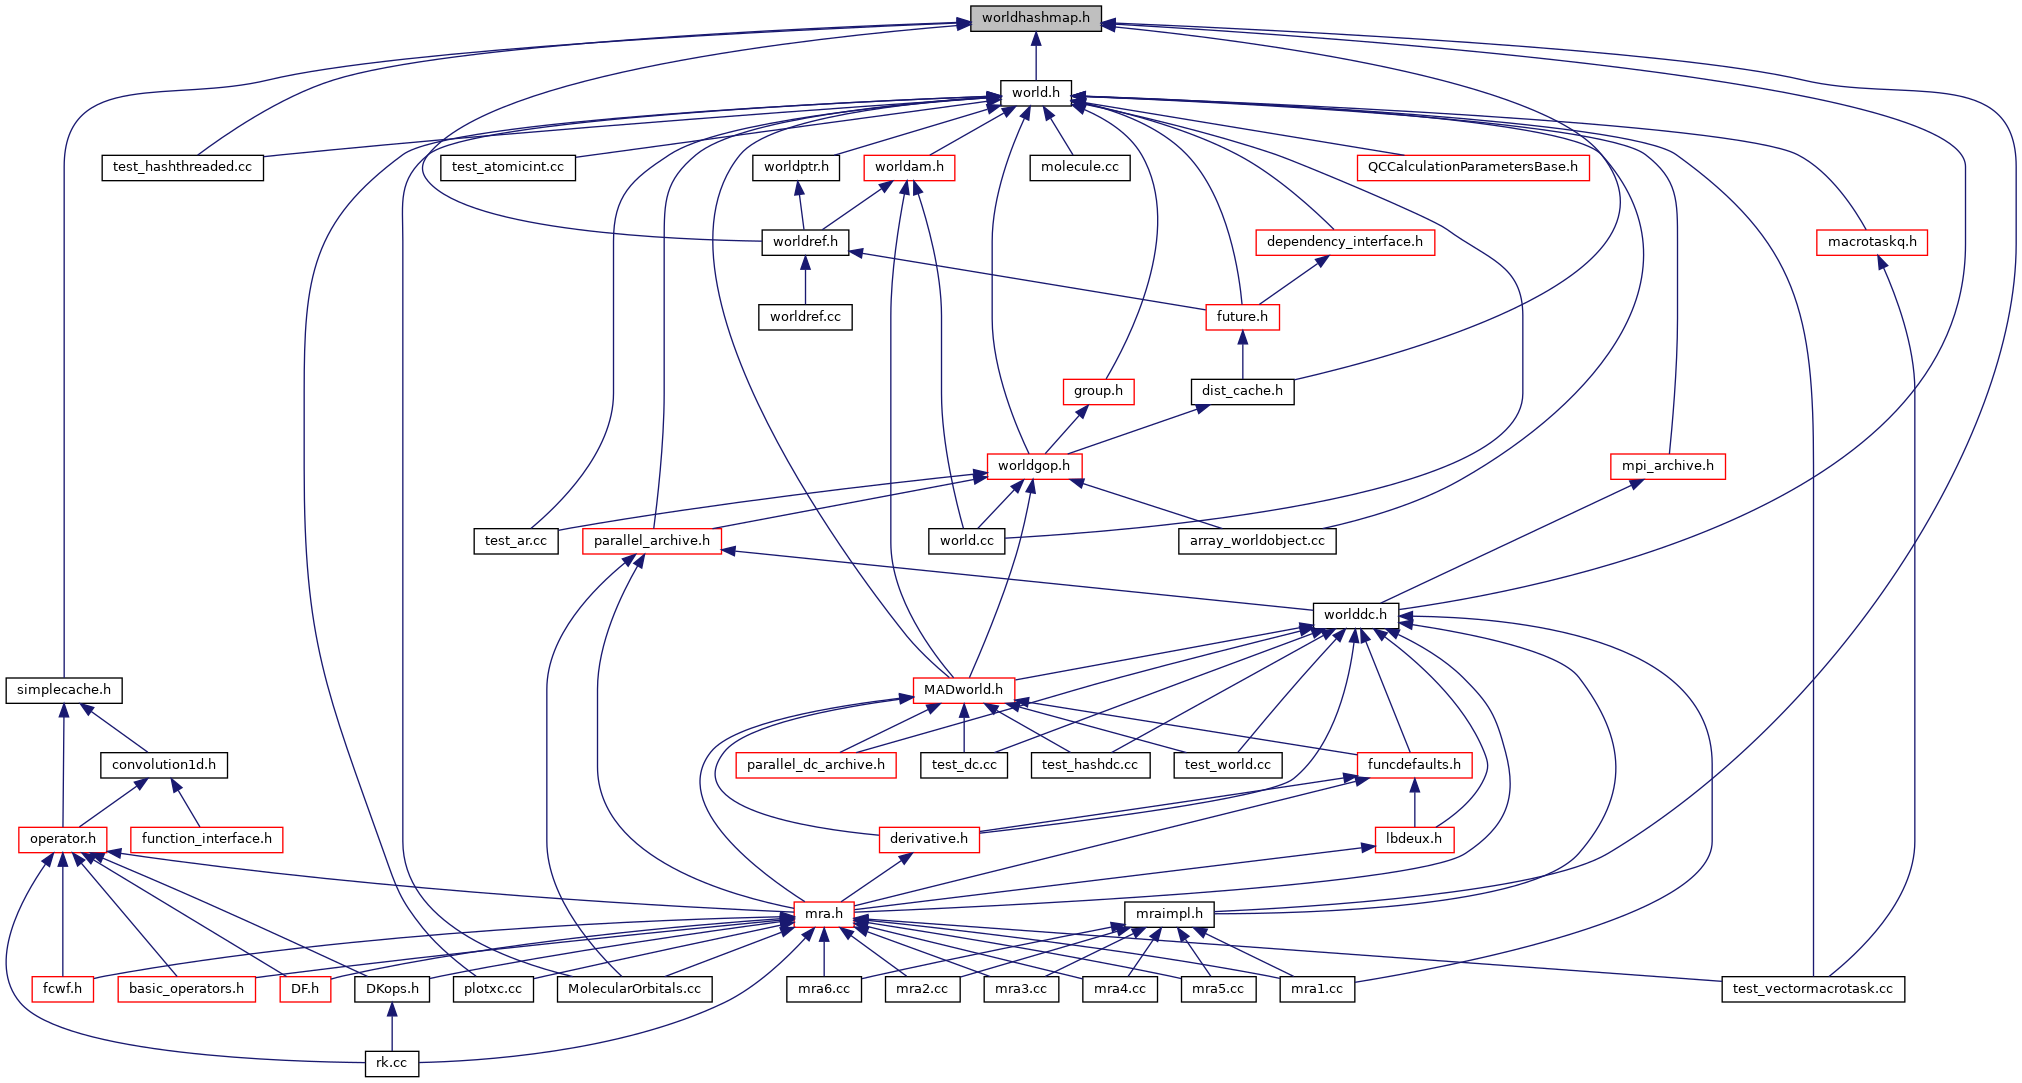 worldhashmap.h
world.h
test_hashthreaded.cc
test_atomicint.cc
worldptr.h
worldam.h
molecule.cc
QCCalculationParametersBase.h
worldref.h
dependency_interface.h
macrotaskq.h
worldref.cc
future.h
group.h
dist_cache.h
worldgop.h
mpi_archive.h
test_ar.cc
parallel_archive.h
world.cc
array_worldobject.cc
worlddc.h
simplecache.h
MADworld.h
convolution1d.h
parallel_dc_archive.h
test_dc.cc
test_hashdc.cc
test_world.cc
funcdefaults.h
operator.h
function_interface.h
derivative.h
lbdeux.h
mra.h
mraimpl.h
fcwf.h
basic_operators.h
DF.h
DKops.h
plotxc.cc
MolecularOrbitals.cc
mra6.cc
mra2.cc
mra3.cc
mra4.cc
mra5.cc
mra1.cc
test_vectormacrotask.cc
rk.cc